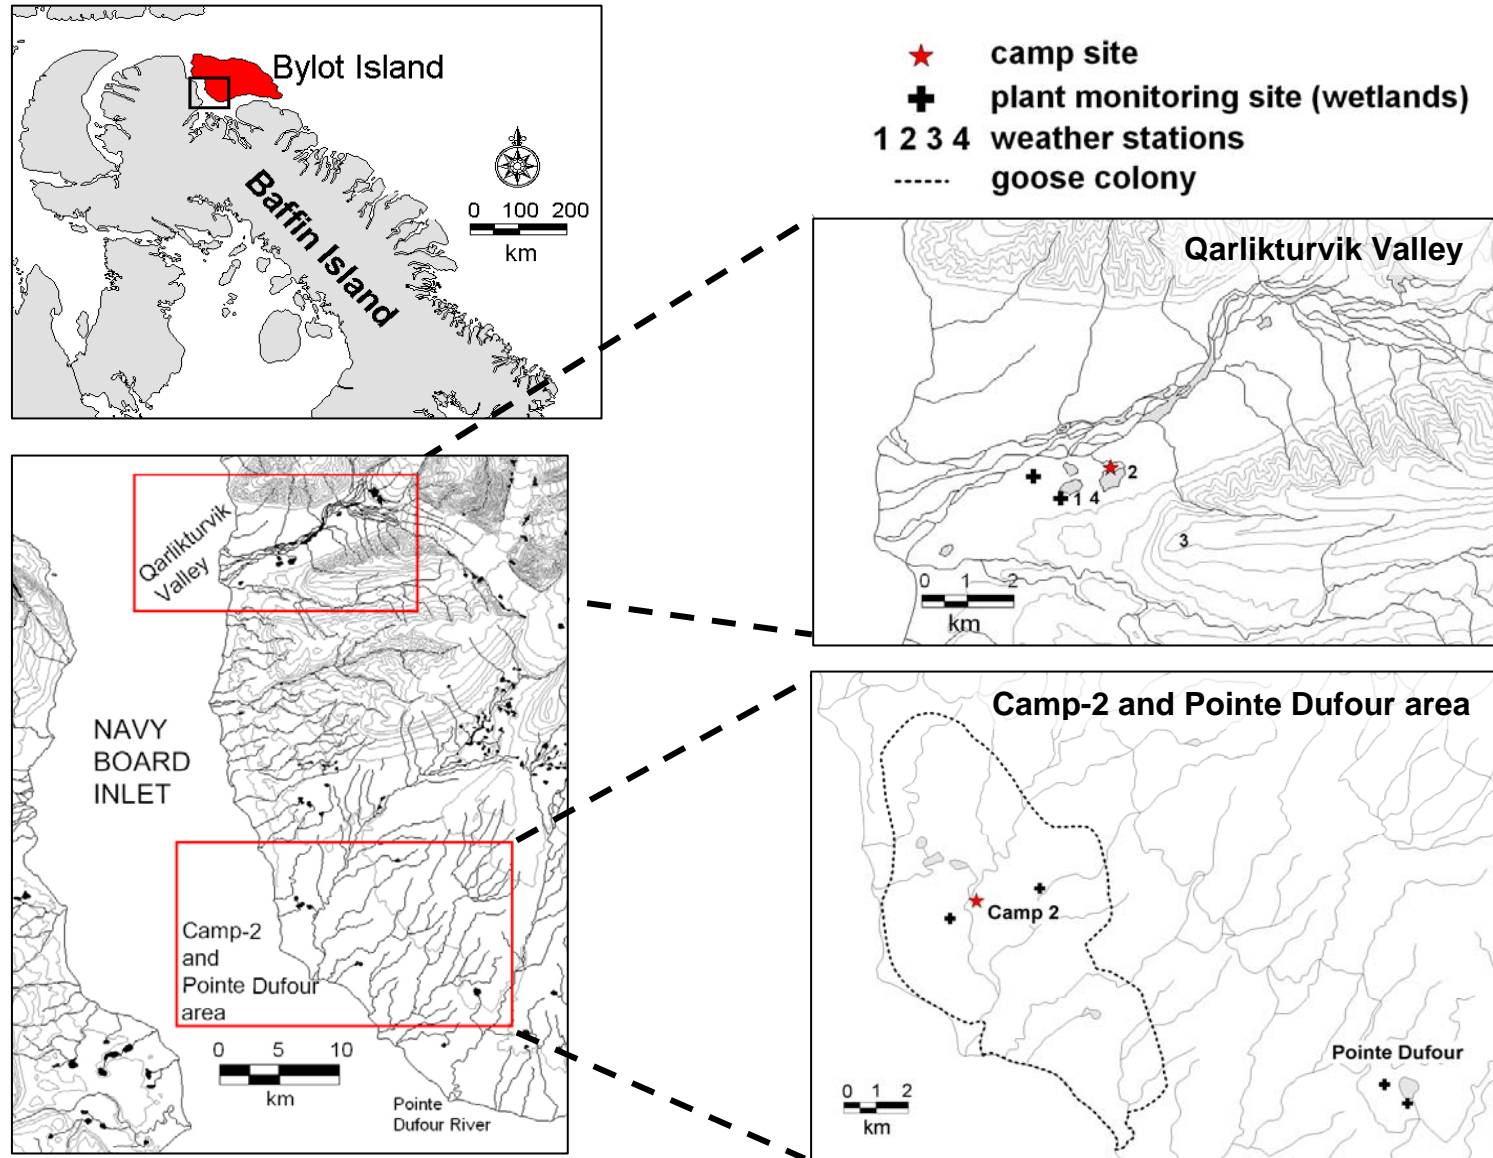 Bylot Island
Baffin Island
0 100 200
km
camp site
plant monitoring site (wetlands)
1 2 3 4 weather stations
goose colony
Qarlikturvik Valley
2
1 4
3
0 1 2
km
Qarlikturvik
Valley
NAVY
BOARD
INLET
Camp-2
and
Pointe Dufour
area
0 5 10
km
Pointe
Dufour River
Camp-2 and Pointe Dufour area
Camp 2
Pointe Dufour
0 1 2
km